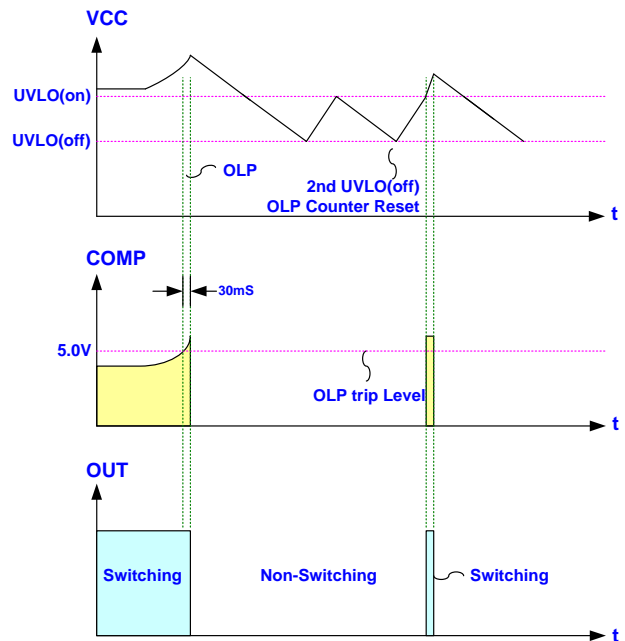 VCC
UVLO(on)
UVLO(off)
OLP
2nd UVLO(off)
OLP Counter Reset
t
COMP
30mS
5.0V
OLP trip Level
t
OUT
Switching
Non-Switching
Switching
t